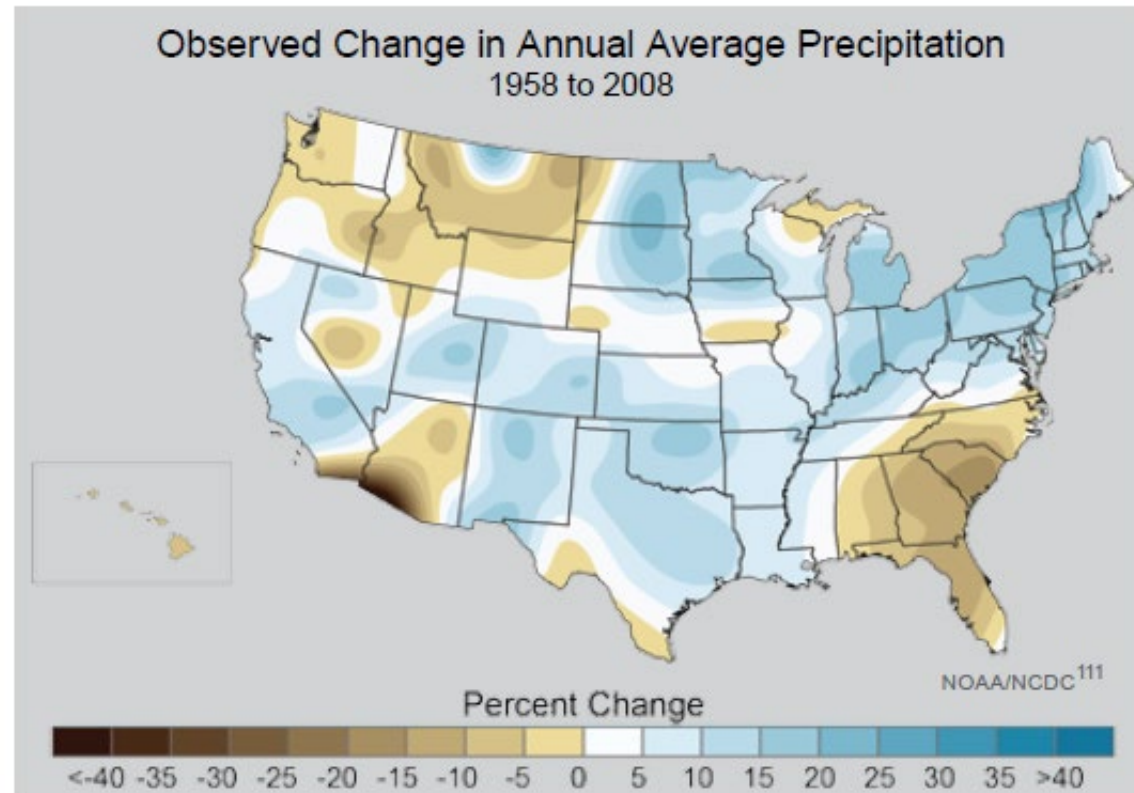 Observed Change in Annual Average Precipitation
1958 to 2008
NOAA/NCDC111
Percent Change
<-40 -35 -30 -25 -20 -15 -10 -5 0 5 10 15 20 25 30 35 >40